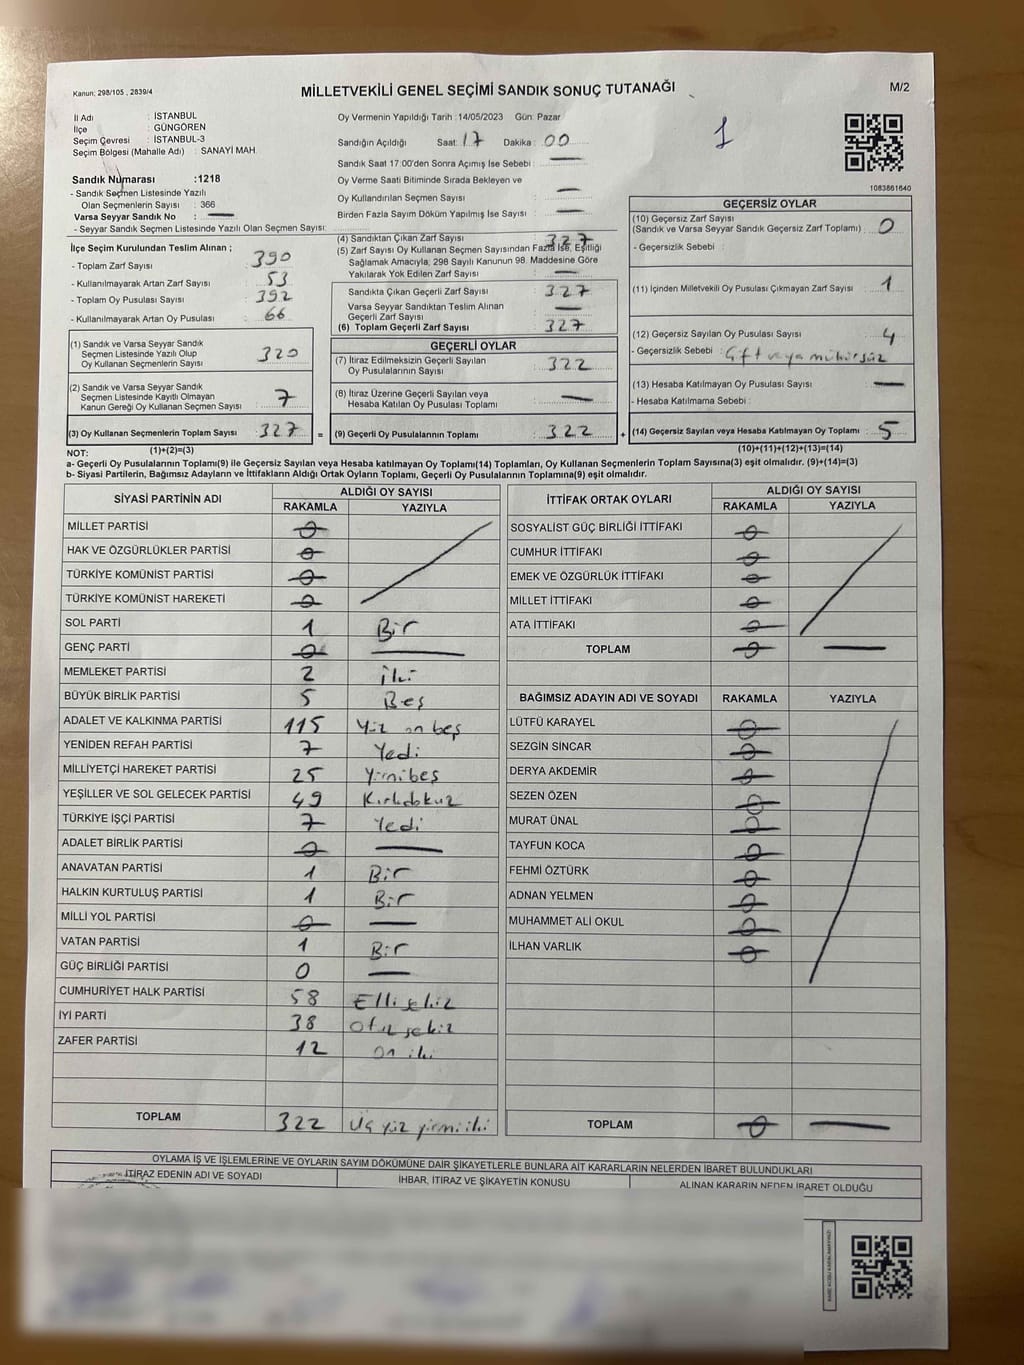 Kanun; 298/105 , 2839/4
MİLLETVEKİLİ GENEL SEÇİMİ SANDIK SONUÇ TUTANAĞI
M/2
İl Adı : İSTANBUL
İlçe : GÜNGÖREN
Seçim Çevresi : İSTANBUL-3
Seçim Bölgesi (Mahalle Adı) : SANAYİ MAH.
Sandık Numarası :1218
- Sandık Seçmen Listesinde Yazılı
Olan Seçmenlerin Sayısı : 366
Varsa Seyyar Sandık No :
- Seyyar Sandık Seçmen Listesinde Yazılı Olan Seçmen Sayısı:
Oy Vermenin Yapıldığı Tarih :14/05/2023 Gün: Pazar
Sandığın Açıldığı Saat: 17 Dakika : 00
Sandık Saat 17:00'den Sonra Açımış İse Sebebi : —
Oy Verme Saati Bitiminde Sırada Bekleyen ve
Oy Kullandırılan Seçmen Sayısı : —
Birden Fazla Sayım Döküm Yapılmış İse Sayısı : —
1
1083861640
İlçe Seçim Kurulundan Teslim Alınan ;
- Toplam Zarf Sayısı : 390
- Kullanılmayarak Artan Zarf Sayısı : 53
- Toplam Oy Pusulası Sayısı : 392
- Kullanılmayarak Artan Oy Pusulası : 66
(4) Sandıktan Çıkan Zarf Sayısı : 327
(5) Zarf Sayısı Oy Kullanan Seçmen Sayısından Fazla İse, Eşitliği
Sağlamak Amacıyla; 298 Sayılı Kanunun 98. Maddesine Göre
Yakılarak Yok Edilen Zarf Sayısı : —
Sandıkta Çıkan Geçerli Zarf Sayısı : 327
Varsa Seyyar Sandıktan Teslim Alınan
Geçerli Zarf Sayısı : —
(6) Toplam Geçerli Zarf Sayısı : 327
GEÇERSİZ OYLAR
(10) Geçersiz Zarf Sayısı
(Sandık ve Varsa Seyyar Sandık Geçersiz Zarf Toplamı) : 0
- Geçersizlik Sebebi :
(11) İçinden Milletvekili Oy Pusulası Çıkmayan Zarf Sayısı : 1
(12) Geçersiz Sayılan Oy Pusulası Sayısı : 4
- Geçersizlik Sebebi : Çift veya mühürsüz
(13) Hesaba Katılmayan Oy Pusulası Sayısı : —
- Hesaba Katılmama Sebebi :
(14) Geçersiz Sayılan veya Hesaba Katılmayan Oy Toplamı : 5
(10)+(11)+(12)+(13)=(14)
(1) Sandık ve Varsa Seyyar Sandık
Seçmen Listesinde Yazılı Olup
Oy Kullanan Seçmenlerin Sayısı : 320
(2) Sandık ve Varsa Seyyar Sandık
Seçmen Listesinde Kayıtlı Olmayan
Kanun Gereği Oy Kullanan Seçmen Sayısı : 7
(3) Oy Kullanan Seçmenlerin Toplam Sayısı : 327 =
(1)+(2)=(3)
GEÇERLİ OYLAR
(7) İtiraz Edilmeksizin Geçerli Sayılan
Oy Pusulalarının Sayısı : 322
(8) İtiraz Üzerine Geçerli Sayılan veya
Hesaba Katılan Oy Pusulası Toplamı : —
(9) Geçerli Oy Pusulalarının Toplamı : 322 +
NOT:
a- Geçerli Oy Pusulalarının Toplamı(9) ile Geçersiz Sayılan veya Hesaba katılmayan Oy Toplamı(14) Toplamları, Oy Kullanan Seçmenlerin Toplam Sayısına(3) eşit olmalıdır. (9)+(14)=(3)
b- Siyasi Partilerin, Bağımsız Adayların ve İttifakların Aldığı Ortak Oyların Toplamı, Geçerli Oy Pusulalarının Toplamına(9) eşit olmalıdır.
SİYASİ PARTİNİN ADI ALDIĞI OY SAYISI
RAKAMLA YAZIYLA
MİLLET PARTİSİ 0
HAK VE ÖZGÜRLÜKLER PARTİSİ 0
TÜRKİYE KOMÜNİST PARTİSİ 0
TÜRKİYE KOMÜNİST HAREKETİ 0
SOL PARTİ 1 Bir
GENÇ PARTİ 0 —
MEMLEKET PARTİSİ 2 iki
BÜYÜK BİRLİK PARTİSİ 5 Beş
ADALET VE KALKINMA PARTİSİ 115 Yüz on beş
YENİDEN REFAH PARTİSİ 7 Yedi
MİLLİYETÇİ HAREKET PARTİSİ 25 Yirmibeş
YEŞİLLER VE SOL GELECEK PARTİSİ 49 Kırkdokuz
TÜRKİYE İŞÇİ PARTİSİ 7 Yedi
ADALET BİRLİK PARTİSİ 0 —
ANAVATAN PARTİSİ 1 Bir
HALKIN KURTULUŞ PARTİSİ 1 Bir
MİLLİ YOL PARTİSİ 0 —
VATAN PARTİSİ 1 Bir
GÜÇ BİRLİĞİ PARTİSİ 0 —
CUMHURİYET HALK PARTİSİ 58 Elli sekiz
İYİ PARTİ 38 Otuz sekiz
ZAFER PARTİSİ 12 On iki
TOPLAM 322 Üç yüz yirmi iki
İTTİFAK ORTAK OYLARI ALDIĞI OY SAYISI
RAKAMLA YAZIYLA
SOSYALİST GÜÇ BİRLİĞİ İTTİFAKI 0
CUMHUR İTTİFAKI 0
EMEK VE ÖZGÜRLÜK İTTİFAKI 0
MİLLET İTTİFAKI 0
ATA İTTİFAKI 0
TOPLAM 0 —
BAĞIMSIZ ADAYIN ADI VE SOYADI RAKAMLA YAZIYLA
LÜTFÜ KARAYEL 0
SEZGİN SİNCAR 0
DERYA AKDEMİR 0
SEZEN ÖZEN 0
MURAT ÜNAL 0
TAYFUN KOCA 0
FEHMİ ÖZTÜRK 0
ADNAN YELMEN 0
MUHAMMET ALİ OKUL 0
İLHAN VARLIK 0
TOPLAM 0 —
OYLAMA İŞ VE İŞLEMLERİNE VE OYLARIN SAYIM DÖKÜMÜNE DAİR ŞİKAYETLERLE BUNLARA AİT KARARLARIN NELERDEN İBARET BULUNDUKLARI
İTİRAZ EDENİN ADI VE SOYADI İHBAR, İTİRAZ VE ŞİKAYETİN KONUSU ALINAN KARARIN NEDEN İBARET OLDUĞU